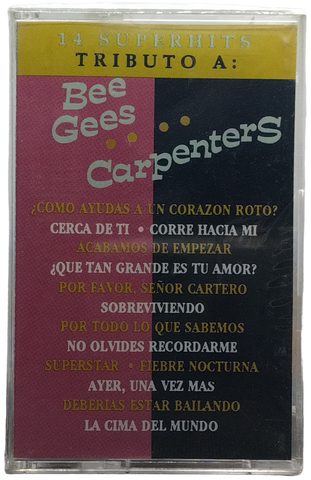 14 SUPERHITS
TRIBUTO A:
Bee
Gees
Carpenters
¿COMO AYUDAS A UN CORAZON ROTO?
CERCA DE TI • CORRE HACIA MI
ACABAMOS DE EMPEZAR
¿QUE TAN GRANDE ES TU AMOR?
POR FAVOR, SEÑOR CARTERO
SOBREVIVIENDO
POR TODO LO QUE SABEMOS
NO OLVIDES RECORDARME
SUPERSTAR • FIEBRE NOCTURNA
AYER, UNA VEZ MAS
DEBERIAS ESTAR BAILANDO
LA CIMA DEL MUNDO